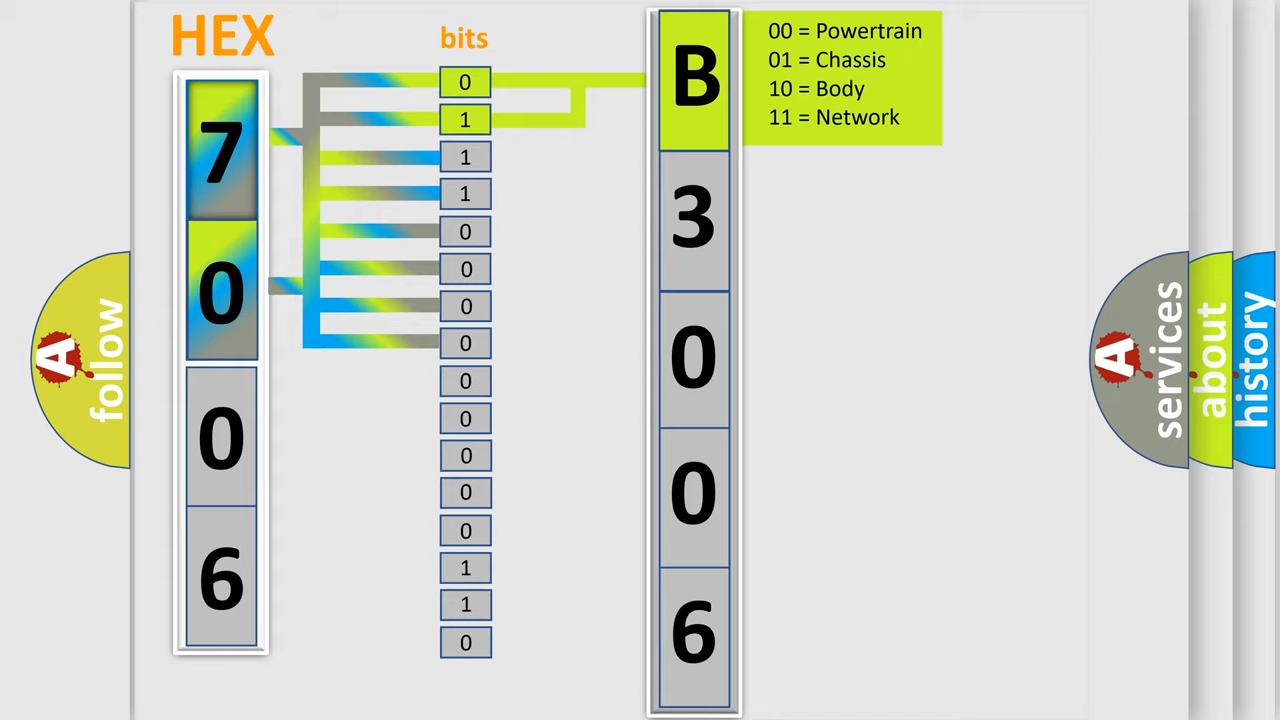 HEX
bits
7
0
0
6
0
1
1
1
0
0
0
0
0
0
0
0
0
1
1
0
B
3
0
0
6
00 = Powertrain
01 = Chassis
10 = Body
11 = Network
A
follow
A
services
about
history